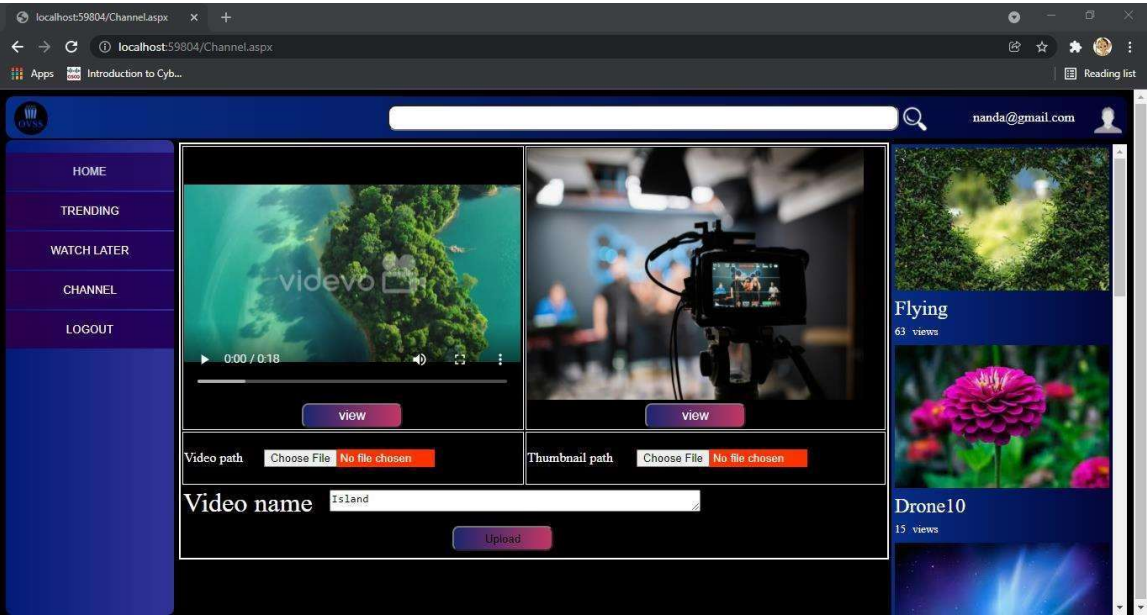 localhost:59804/Channel.aspx
localhost:59804/Channel.aspx
Apps
CISCO
Introduction to Cyb...
Reading list
OVSS
nanda@gmail.com
HOME
TRENDING
WATCH LATER
CHANNEL
LOGOUT
videvo
0:00 / 0:18
view
view
Video path
Choose File No file chosen
Thumbnail path
Choose File No file chosen
Video name
Island
Upload
Flying
63 views
Drone10
15 views